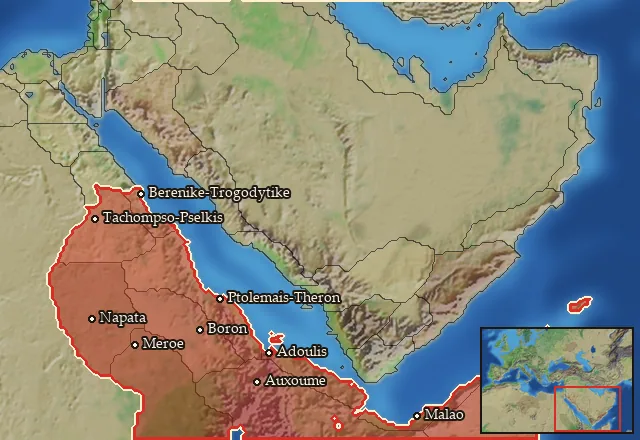 Berenike-Trogodytike
Tachompso-Pselkis
Ptolemais-Theron
Napata
Boron
Meroe
Adoulis
Auxoume
Malao